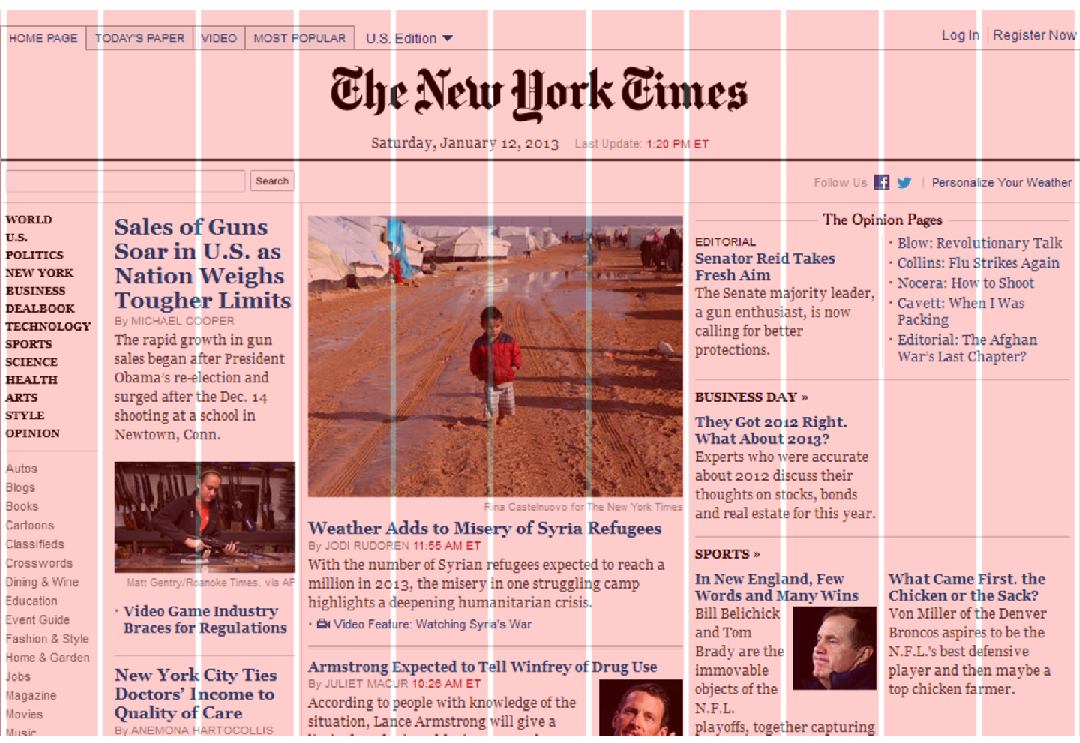 HOME PAGE TODAY'S PAPER VIDEO MOST POPULAR U.S. Edition
Log In Register Now
The New York Times
Saturday, January 12, 2013 Last Update: 1:20 PM ET
Search
Follow Us Personalize Your Weather
WORLD
U.S.
POLITICS
NEW YORK
BUSINESS
DEALBOOK
TECHNOLOGY
SPORTS
SCIENCE
HEALTH
ARTS
STYLE
OPINION
Autos
Blogs
Books
Cartoons
Classifieds
Crosswords
Dining & Wine
Education
Event Guide
Fashion & Style
Home & Garden
Jobs
Magazine
Movies
Music
Sales of Guns
Soar in U.S. as
Nation Weighs
Tougher Limits
By MICHAEL COOPER
The rapid growth in gun
sales began after President
Obama's re-election and
surged after the Dec. 14
shooting at a school in
Newtown, Conn.
Matt Gentry/Roanoke Times, via AP
· Video Game Industry
Braces for Regulations
New York City Ties
Doctors' Income to
Quality of Care
By ANEMONA HARTOCOLLIS
Rina Castelnuovo for The New York Times
Weather Adds to Misery of Syria Refugees
By JODI RUDOREN 11:55 AM ET
With the number of Syrian refugees expected to reach a
million in 2013, the misery in one struggling camp
highlights a deepening humanitarian crisis.
· Video Feature: Watching Syria's War
Armstrong Expected to Tell Winfrey of Drug Use
By JULIET MACUR 10:26 AM ET
According to people with knowledge of the
situation, Lance Armstrong will give a
The Opinion Pages
EDITORIAL
Senator Reid Takes
Fresh Aim
The Senate majority leader,
a gun enthusiast, is now
calling for better
protections.
· Blow: Revolutionary Talk
· Collins: Flu Strikes Again
· Nocera: How to Shoot
· Cavett: When I Was
Packing
· Editorial: The Afghan
War's Last Chapter?
BUSINESS DAY »
They Got 2012 Right.
What About 2013?
Experts who were accurate
about 2012 discuss their
thoughts on stocks, bonds
and real estate for this year.
SPORTS »
In New England, Few
Words and Many Wins
Bill Belichick
and Tom
Brady are the
immovable
objects of the
N.F.L.
playoffs, together capturing
What Came First, the
Chicken or the Sack?
Von Miller of the Denver
Broncos aspires to be the
N.F.L.'s best defensive
player and then maybe a
top chicken farmer.